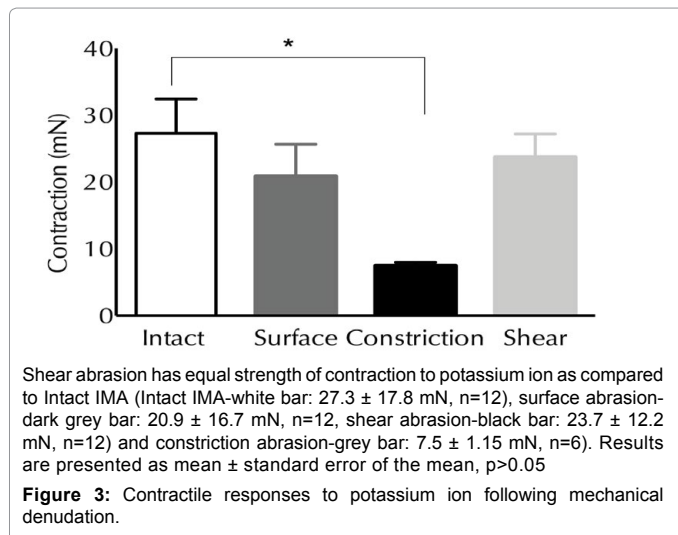 *
40
30
20
10
0
Contraction (mN)
Intact Surface Constriction Shear
Shear abrasion has equal strength of contraction to potassium ion as compared
to Intact IMA (Intact IMA-white bar: 27.3 ± 17.8 mN, n=12), surface abrasion-
dark grey bar: 20.9 ± 16.7 mN, n=12, shear abrasion-black bar: 23.7 ± 12.2
mN, n=12) and constriction abrasion-grey bar: 7.5 ± 1.15 mN, n=6). Results
are presented as mean ± standard error of the mean, p>0.05
Figure 3: Contractile responses to potassium ion following mechanical
denudation.